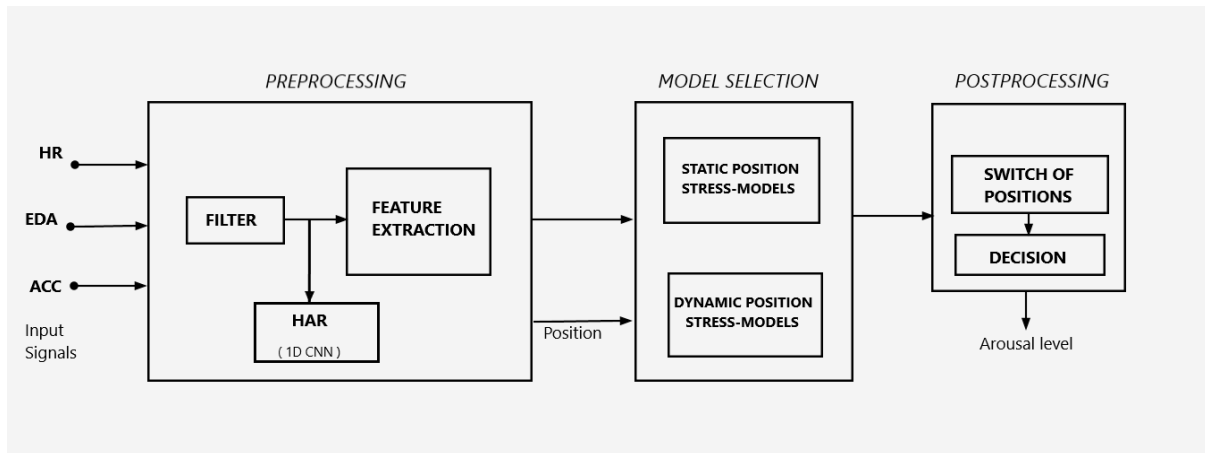 PREPROCESSING
MODEL SELECTION
POSTPROCESSING
HR
EDA
ACC
Input
Signals
FILTER
FEATURE
EXTRACTION
HAR
( 1D CNN )
Position
STATIC POSITION
STRESS-MODELS
DYNAMIC POSITION
STRESS-MODELS
SWITCH OF
POSITIONS
DECISION
Arousal level